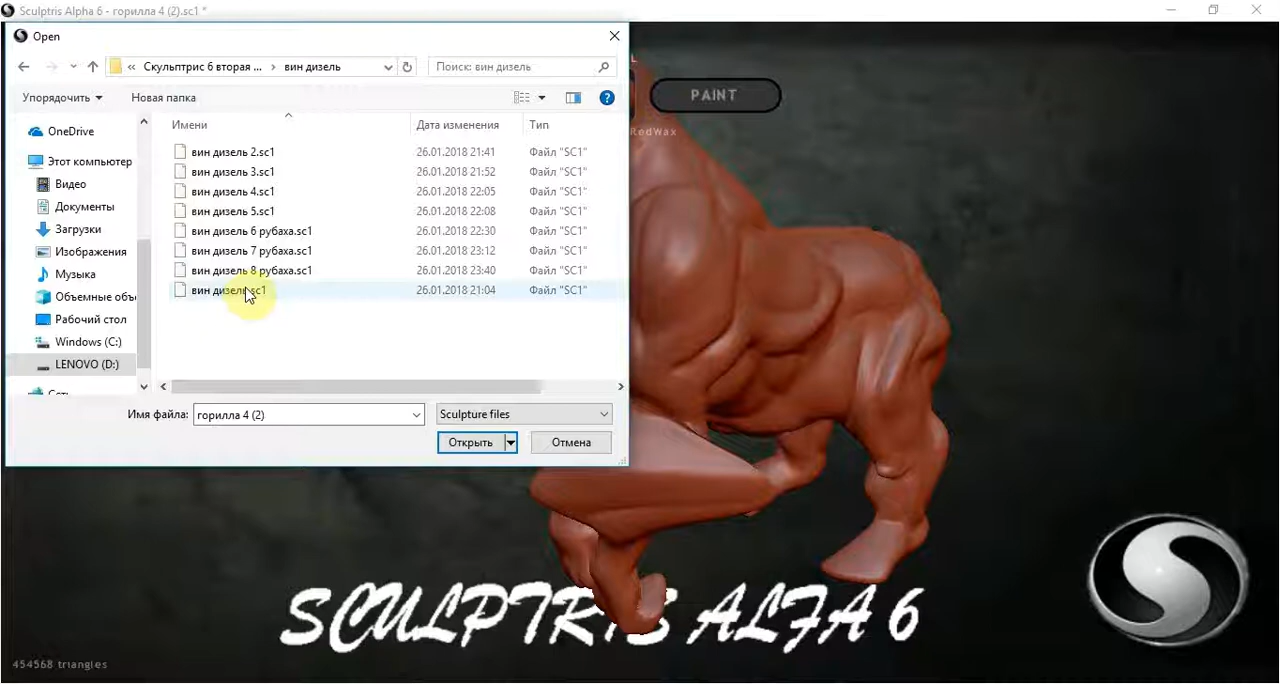 Sculptris Alpha 6 - горилла 4 (2).sc1 *
Open
« Скульптрис 6 вторая ... › вин дизель
Поиск: вин дизель
Упорядочить
Новая папка
Имени
Дата изменения
Тип
OneDrive
Этот компьютер
Видео
Документы
Загрузки
Изображения
Музыка
Объемные объ
Рабочий стол
Windows (C:)
LENOVO (D:)
вин дизель 2.sc1 26.01.2018 21:41 Файл "SC1"
вин дизель 3.sc1 26.01.2018 21:52 Файл "SC1"
вин дизель 4.sc1 26.01.2018 22:05 Файл "SC1"
вин дизель 5.sc1 26.01.2018 22:08 Файл "SC1"
вин дизель 6 рубаха.sc1 26.01.2018 22:30 Файл "SC1"
вин дизель 7 рубаха.sc1 26.01.2018 23:12 Файл "SC1"
вин дизель 8 рубаха.sc1 26.01.2018 23:40 Файл "SC1"
вин дизель.sc1 26.01.2018 21:04 Файл "SC1"
Имя файла: горилла 4 (2)
Sculpture files
Открыть
Отмена
PAINT
RedWax
SCULPTRIS ALFA 6
454568 triangles